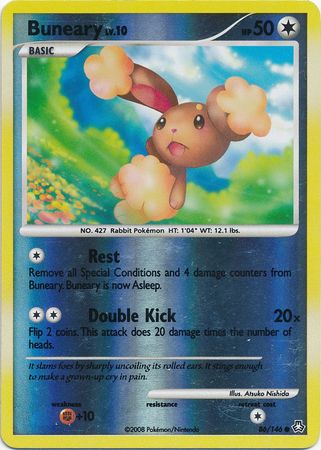 Buneary LV.10 HP 50
BASIC
NO. 427 Rabbit Pokémon HT: 1'04" WT: 12.1 lbs.
Rest
Remove all Special Conditions and 4 damage counters from
Buneary. Buneary is now Asleep.
Double Kick 20x
Flip 2 coins. This attack does 20 damage times the number of
heads.
It slams foes by sharply uncoiling its rolled ears. It stings enough
to make a grown-up cry in pain.
Illus. Atsuko Nishida
weakness resistance retreat cost
+10
©2008 Pokémon/Nintendo 86/146